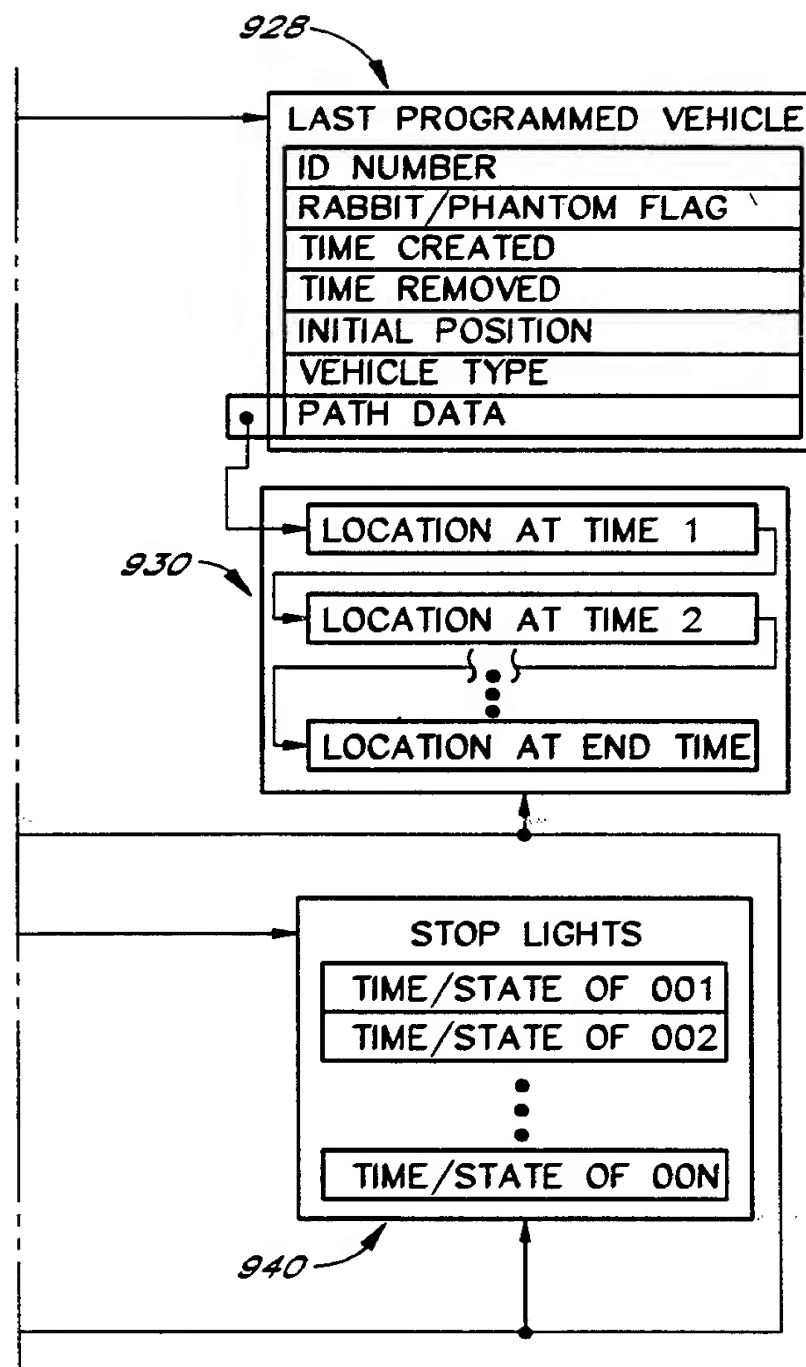 928
LAST PROGRAMMED VEHICLE
ID NUMBER
RABBIT/PHANTOM FLAG
TIME CREATED
TIME REMOVED
INITIAL POSITION
VEHICLE TYPE
PATH DATA
930
LOCATION AT TIME 1
LOCATION AT TIME 2
LOCATION AT END TIME
STOP LIGHTS
TIME/STATE OF 001
TIME/STATE OF 002
TIME/STATE OF 00N
940